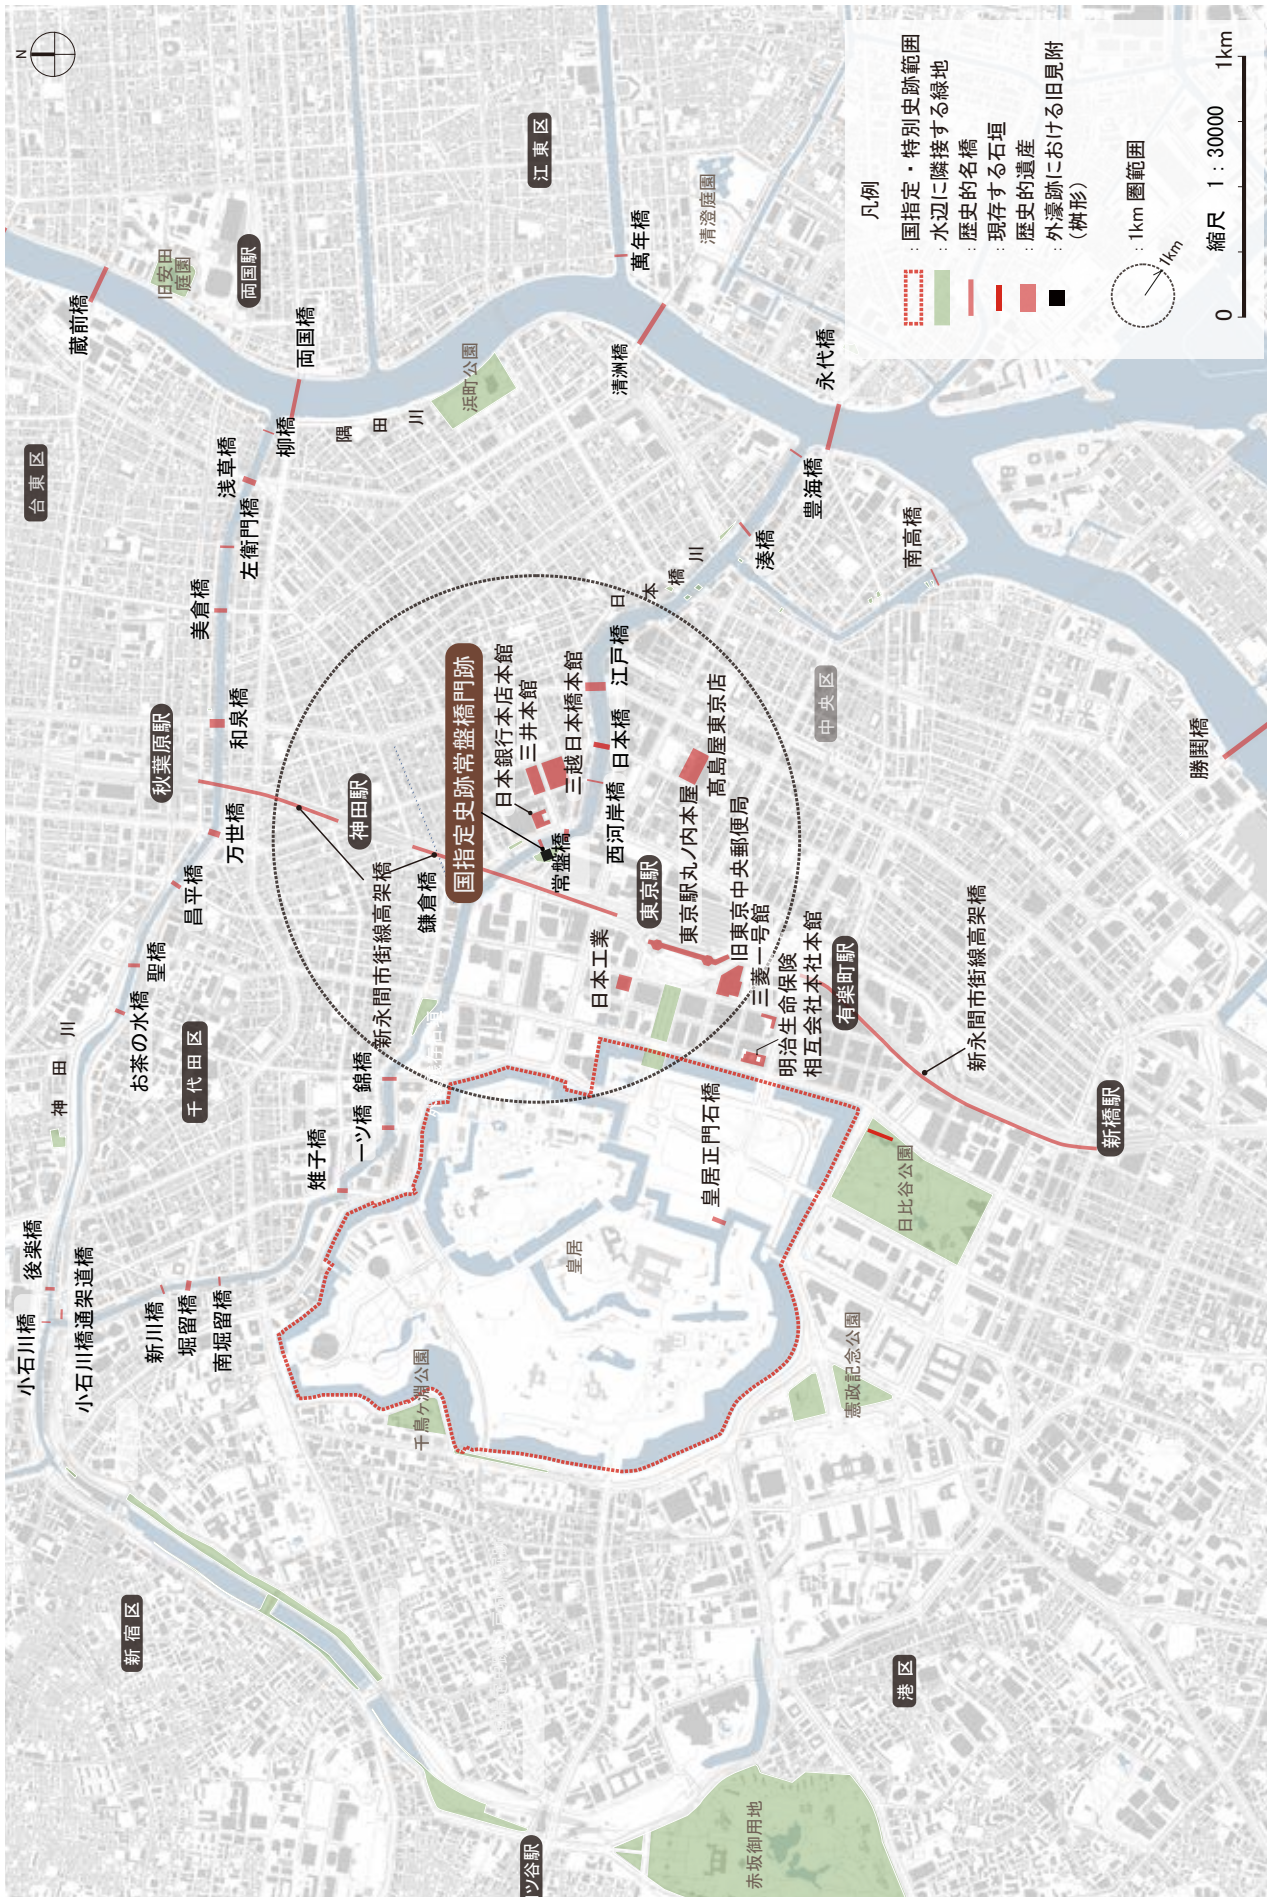 N
凡例
: 国指定・特別史跡範囲
: 水辺に隣接する緑地
: 歴史的名橋
: 現存する石垣
: 歴史的遺産
: 外濠跡における旧見附
（桝形）
: 1km 圏範囲
1km
縮尺 1 : 30000
0
1km
小石川橋
後楽橋
小石川橋通架道橋
新川橋
堀留橋
南堀留橋
雉子橋
一ツ橋
錦橋
神田川
お茶の水橋
聖橋
昌平橋
万世橋
秋葉原駅
和泉橋
美倉橋
左衛門橋
浅草橋
柳橋
両国橋
蔵前橋
旧安田
庭園
両国駅
台東区
千代田区
新宿区
江東区
中央区
港区
隅田川
浜町公園
清洲橋
萬年橋
清澄庭園
永代橋
豊海橋
湊橋
南高橋
日本橋川
勝鬨橋
神田駅
新永間市街線高架橋
鎌倉橋
国指定史跡常盤橋門跡
常盤橋
日本銀行本店本館
三井本館
三越日本橋本館
西河岸橋
日本橋
江戸橋
髙島屋東京店
東京駅
東京駅丸ノ内本屋
旧東京中央郵便局
三菱一号館
日本工業
明治生命保険
相互会社本社本館
有楽町駅
新永間市街線高架橋
新橋駅
皇居正門石橋
皇居
日比谷公園
憲政記念公園
千鳥ヶ淵公園
赤坂御用地
ツ谷駅